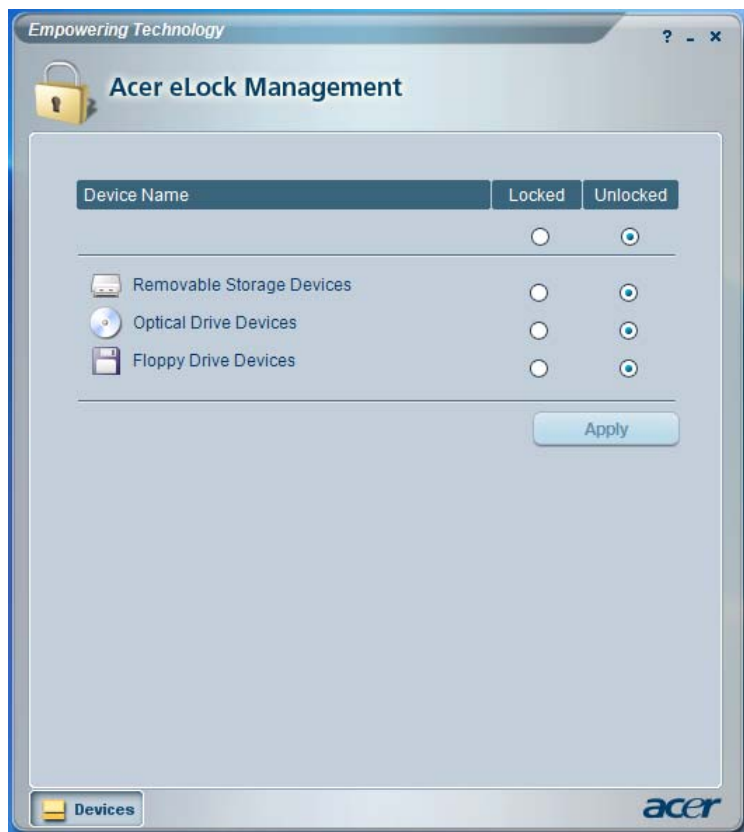 Empowering Technology
? - x
Acer eLock Management
Device Name Locked Unlocked
Removable Storage Devices
Optical Drive Devices
Floppy Drive Devices
Apply
Devices
acer